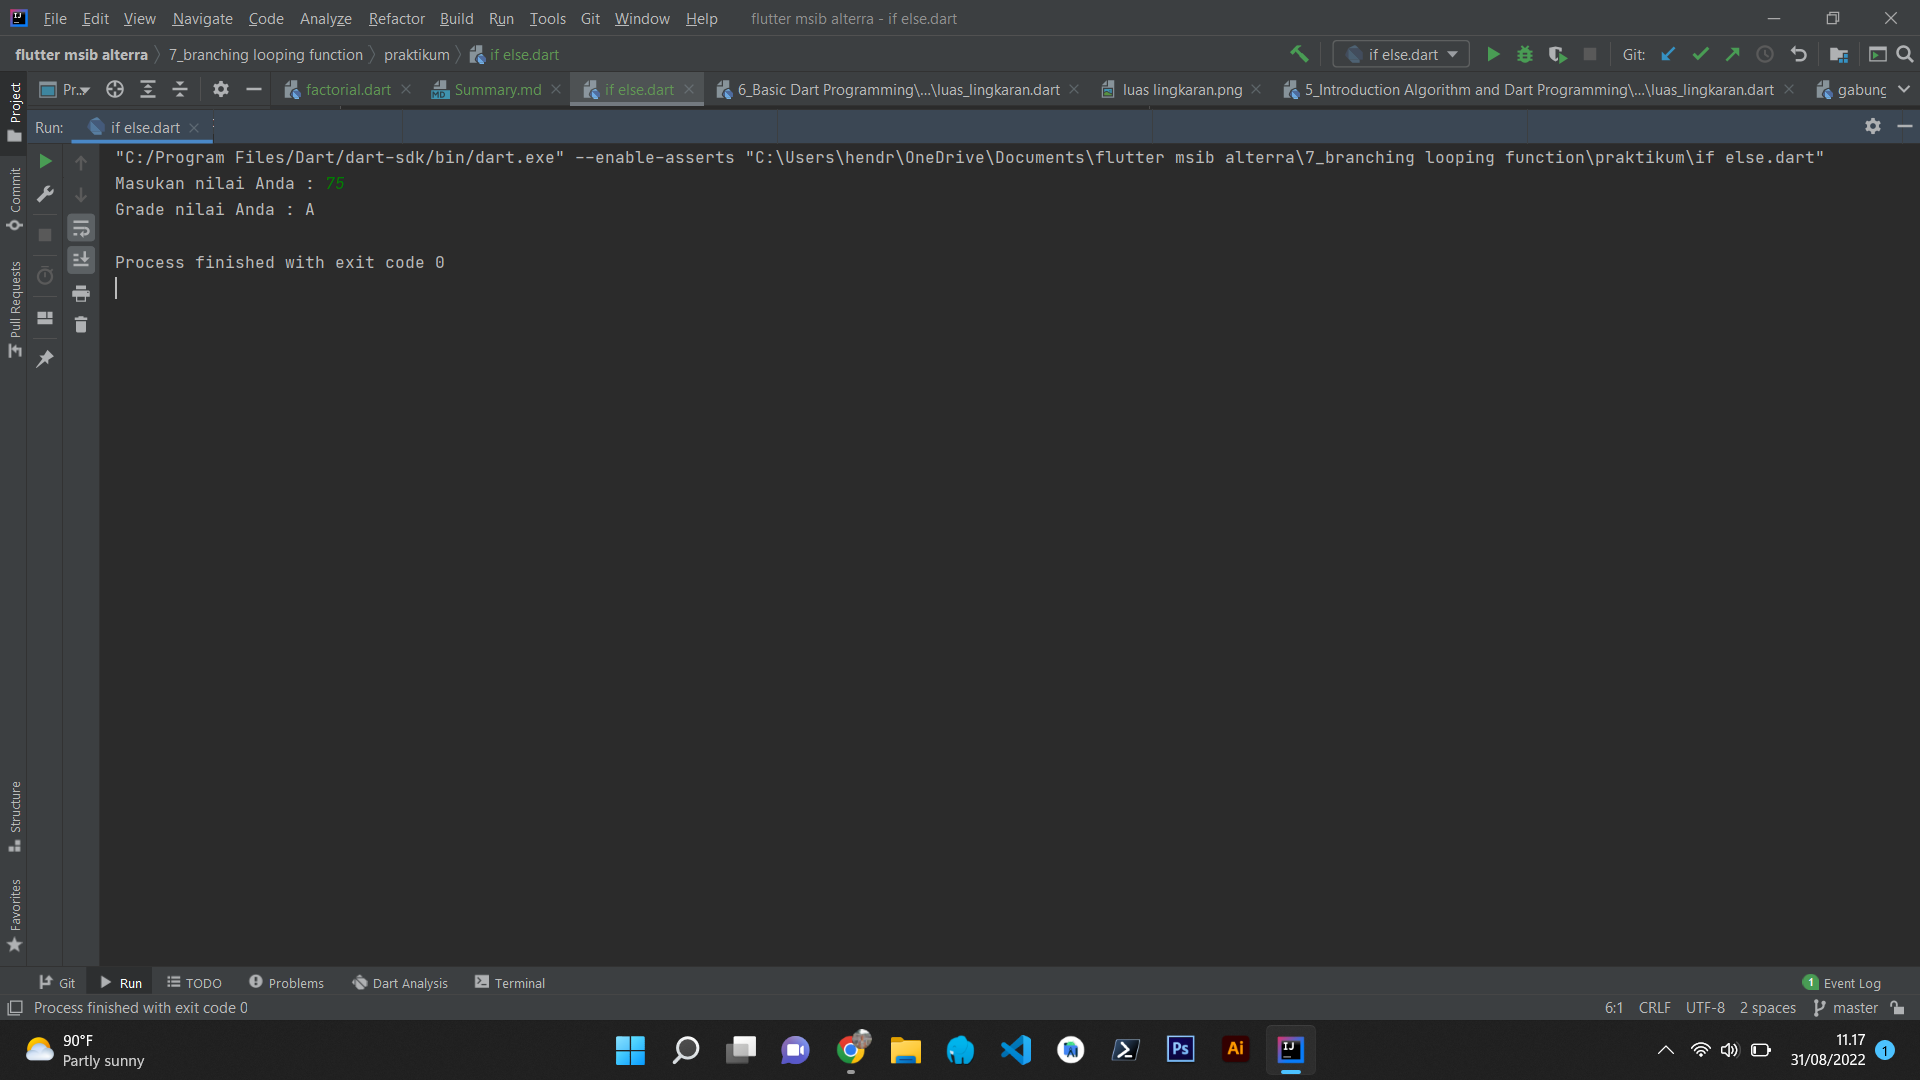 File Edit View Navigate Code Analyze Refactor Build Run Tools Git Window Help flutter msib alterra - if else.dart
flutter msib alterra 7_branching looping function praktikum if else.dart if else.dart Git:
Pr... factorial.dart Summary.md if else.dart 6_Basic Dart Programming\...\luas_lingkaran.dart luas lingkaran.png 5_Introduction Algorithm and Dart Programming\...\luas_lingkaran.dart gabung
Run: if else.dart
"C:/Program Files/Dart/dart-sdk/bin/dart.exe" --enable-asserts "C:\Users\hendr\OneDrive\Documents\flutter msib alterra\7_branching looping function\praktikum\if else.dart"
Masukan nilai Anda : 75
Grade nilai Anda : A
Process finished with exit code 0
Project
Commit
Pull Requests
Structure
Favorites
Git Run TODO Problems Dart Analysis Terminal 1 Event Log
Process finished with exit code 0 6:1 CRLF UTF-8 2 spaces master
90°F
Partly sunny
Ps Ai IJ
11.17
31/08/2022 1